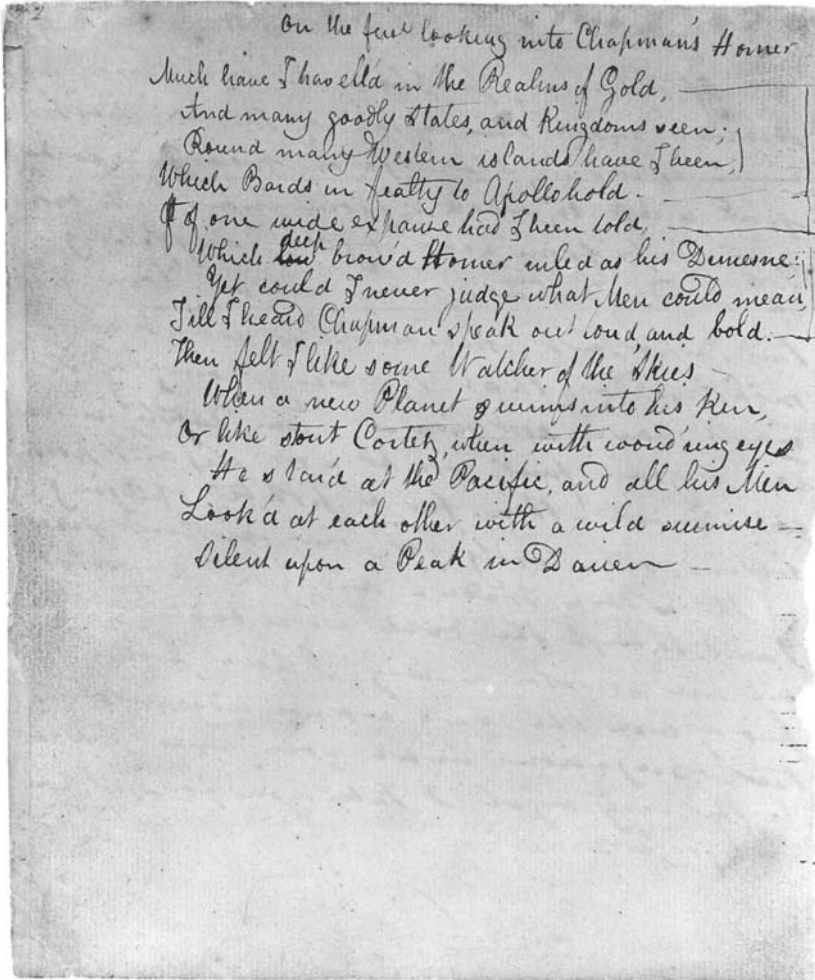 On the first looking into Chapman's Homer
Much have I travell'd in the Realms of Gold,
And many goodly States, and Kingdoms seen;
Round many Western islands have I been,
Which Bards in fealty to Apollo hold.
Of one wide expanse had I been told,
Which low deep brow'd Homer ruled as his Demesne:
Yet could I never judge what Men could mean,
Till I heard Chapman speak out loud, and bold.
Then felt I like some Watcher of the Skies
When a new Planet swims into his Ken,
Or like stout Cortez, when with wond'ring eyes
He star'd at the Pacific, and all his Men
Look'd at each other with a wild surmise —
Silent upon a Peak in Darien —